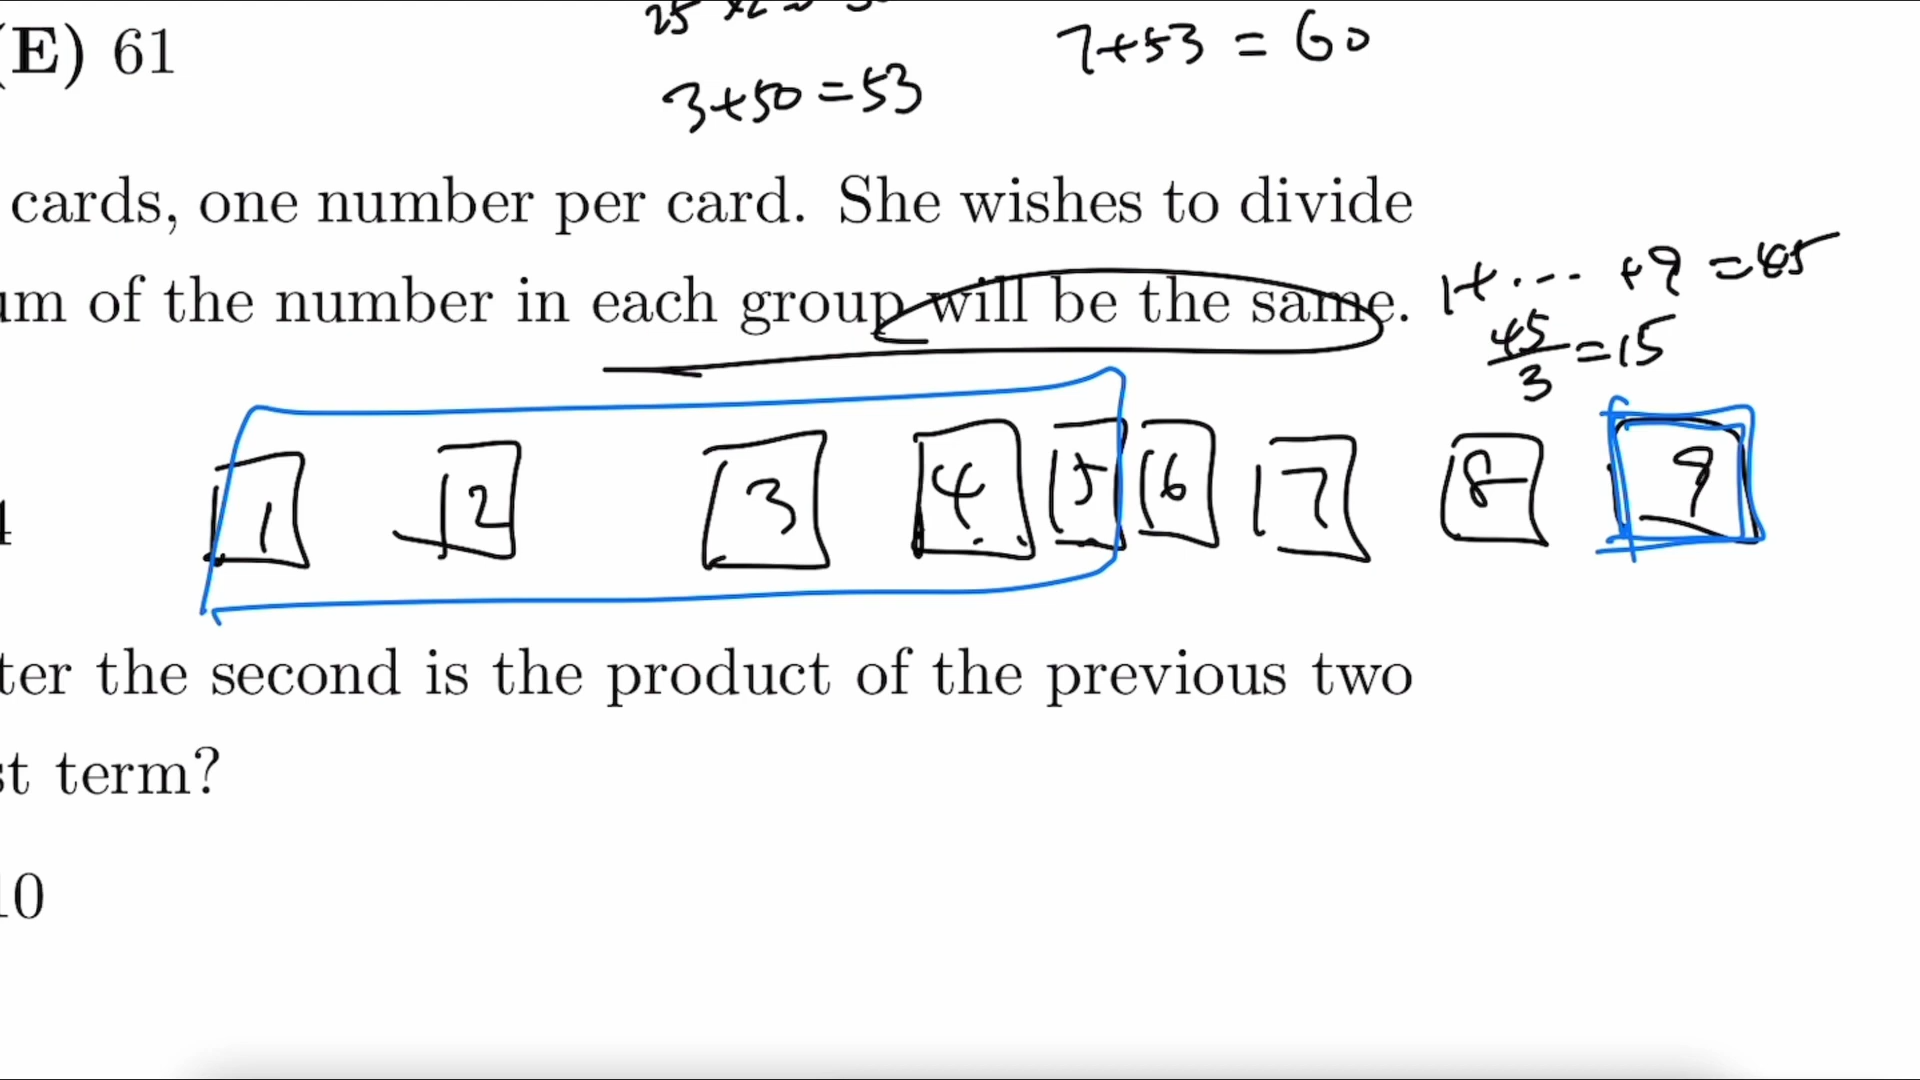 (E) 61
7+53 = 60
3+50=53
cards, one number per card. She wishes to divide
um of the number in each group will be the same.
1+ ... +9 =45
45/3=15
1 2 3 4 5 6 7 8 9
4
ter the second is the product of the previous two
st term?
10